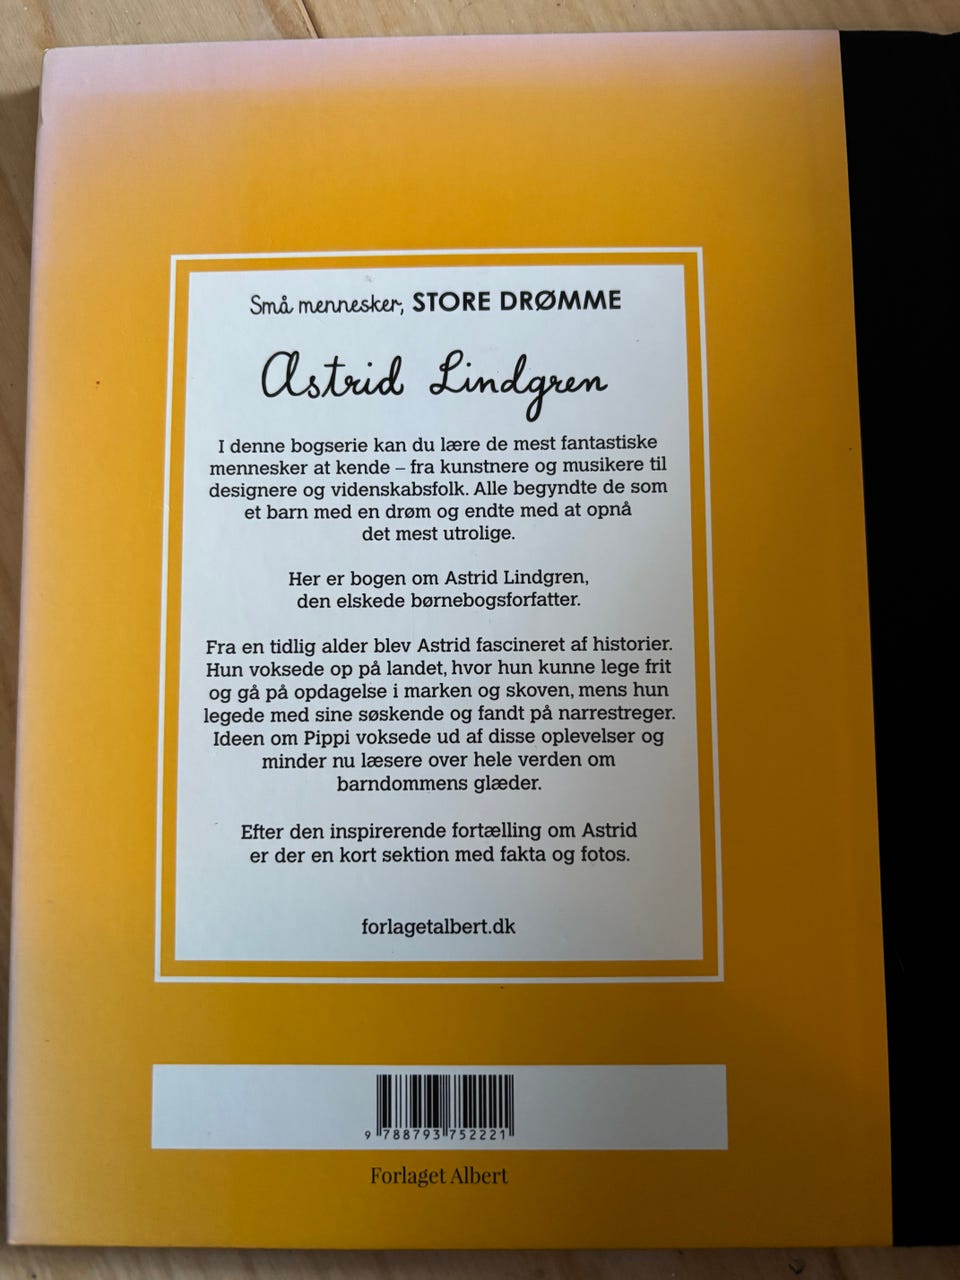 Små mennesker, STORE DRØMME
Astrid Lindgren
I denne bogserie kan du lære de mest fantastiske
mennesker at kende – fra kunstnere og musikere til
designere og videnskabsfolk. Alle begyndte de som
et barn med en drøm og endte med at opnå
det mest utrolige.
Her er bogen om Astrid Lindgren,
den elskede børnebogsforfatter.
Fra en tidlig alder blev Astrid fascineret af historier.
Hun voksede op på landet, hvor hun kunne lege frit
og gå på opdagelse i marken og skoven, mens hun
legede med sine søskende og fandt på narrestreger.
Ideen om Pippi voksede ud af disse oplevelser og
minder nu læsere over hele verden om
barndommens glæder.
Efter den inspirerende fortælling om Astrid
er der en kort sektion med fakta og fotos.
forlagetalbert.dk
9 788793 752221
Forlaget Albert